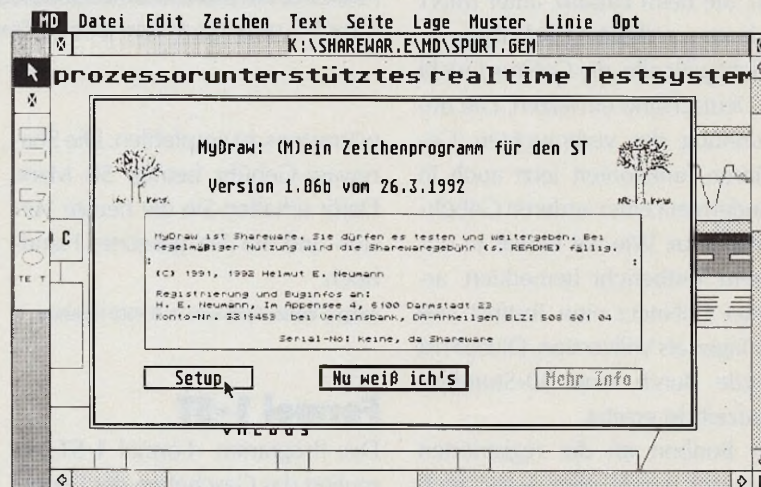 MD Datei Edit Zeichen Text Seite Lage Muster Linie Opt
K:\SHAREWAR.E\MD\SPURT.GEM
prozessorunterstütztes realtime Testsystem
MyDraw: (M)ein Zeichenprogramm für den ST
Version 1.06b vom 26.3.1992
MyDraw ist Shareware. Sie dürfen es testen und weitergeben. Bei
regelmäßiger Nutzung wird die Sharewaregebühr (s. README) fällig.
(C) 1991, 1992 Helmut E. Neumann
Registrierung und Buginfos an:
H. E. Neumann, Im Appensee 4, 6100 Darmstadt 23
Konto-Nr. bei Vereinsbank, DA-Arheilgen BLZ: 508 601 04
Serial-No: Keine, da Shareware
Setup
Nu weiß ich's
Mehr Info
C
TE T